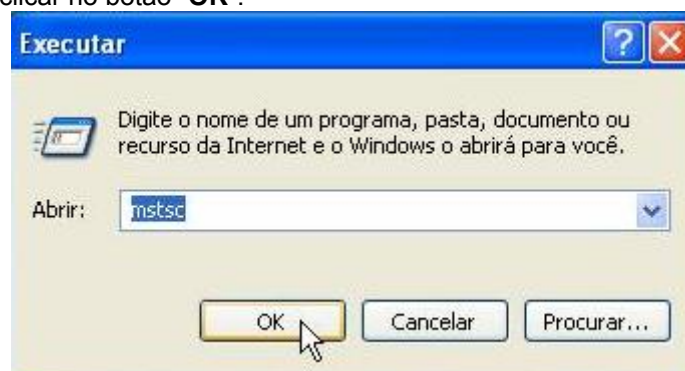 clicar no botão "OK".
Executar
Digite o nome de um programa, pasta, documento ou
recurso da Internet e o Windows o abrirá para você.
Abrir: mstsc
OK Cancelar Procurar...